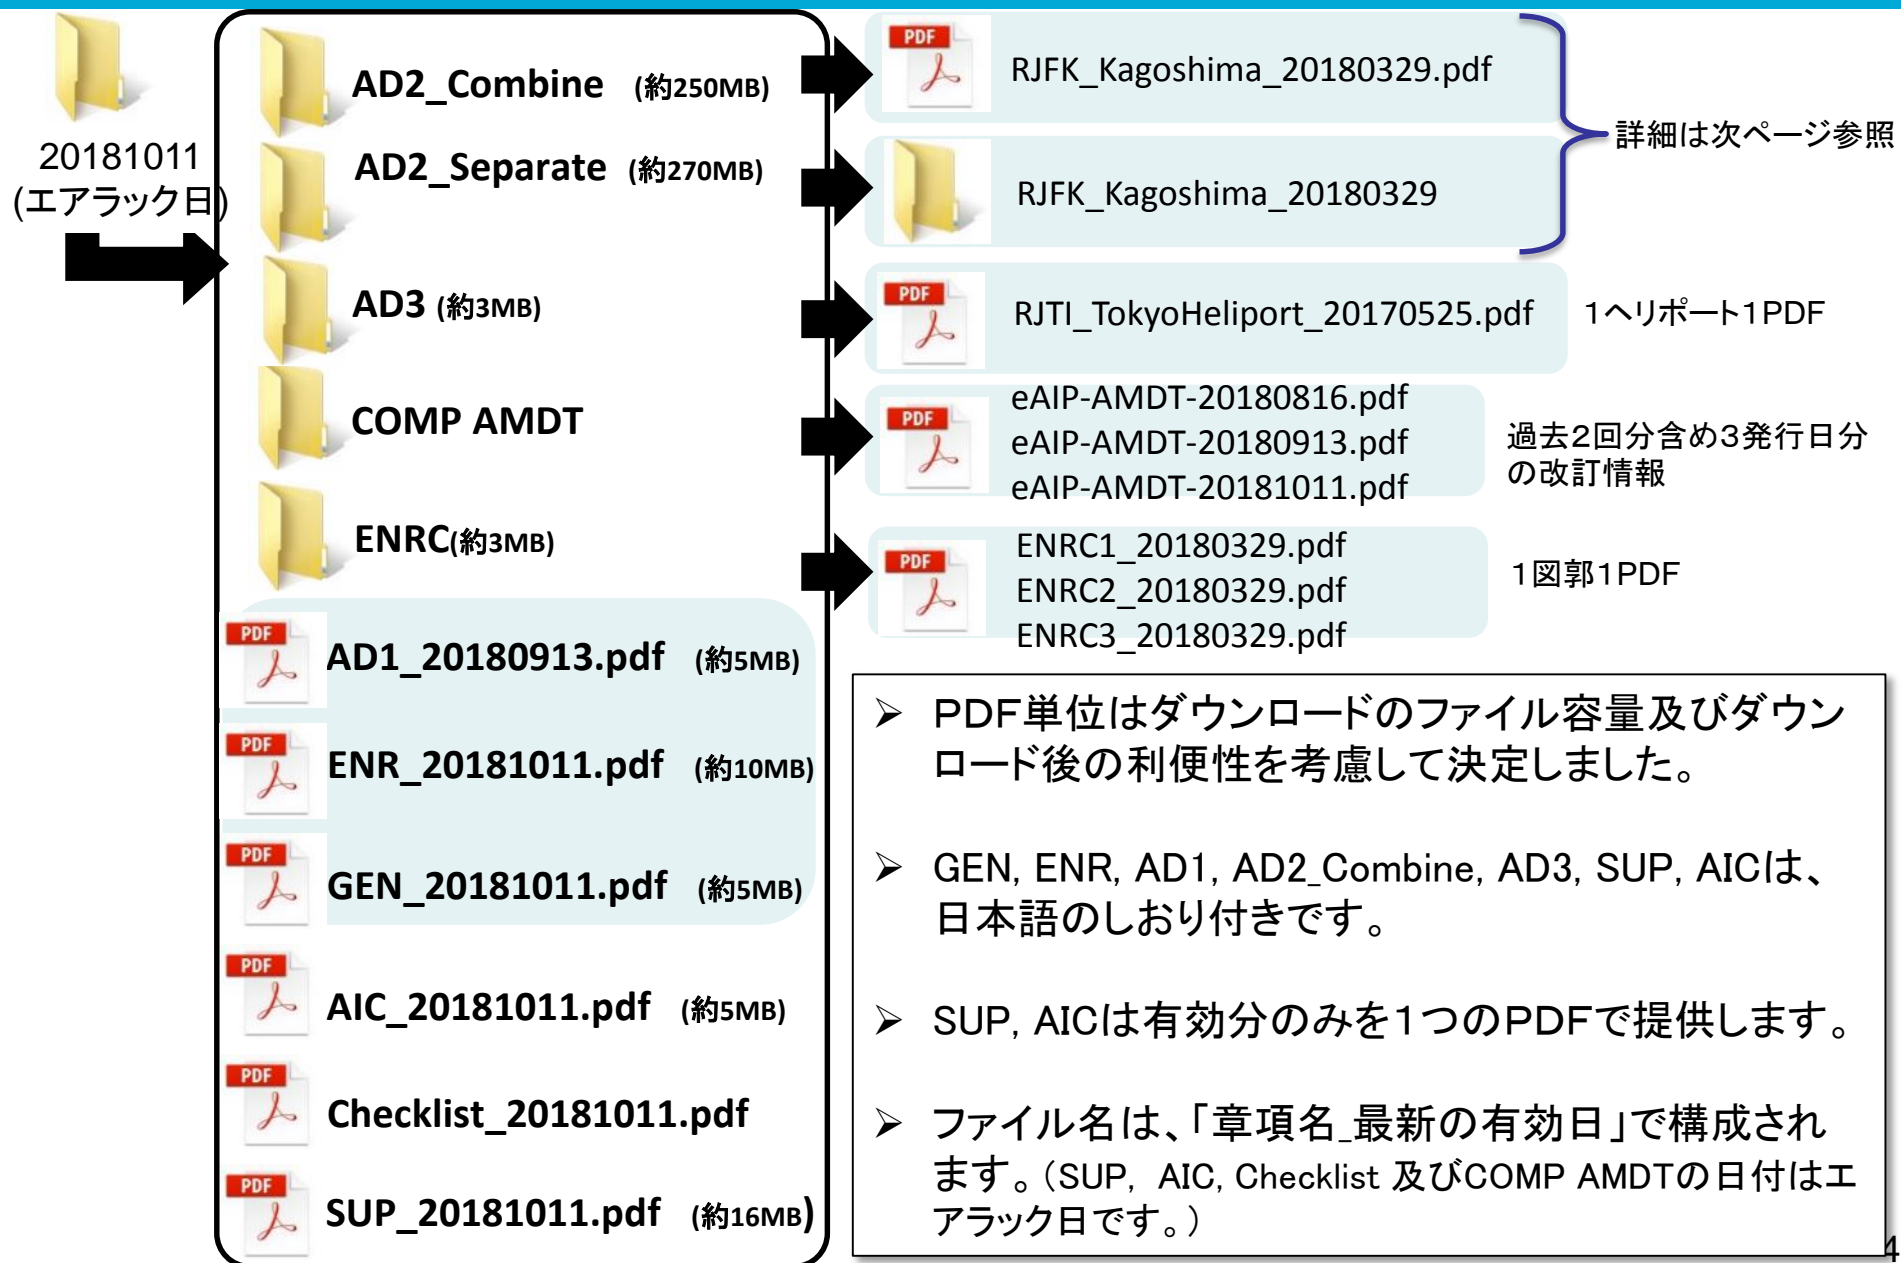 20181011
(エアラック日)
AD2_Combine (約250MB)
AD2_Separate (約270MB)
AD3 (約3MB)
COMP AMDT
ENRC(約3MB)
PDF
AD1_20180913.pdf (約5MB)
PDF
ENR_20181011.pdf (約10MB)
PDF
GEN_20181011.pdf (約5MB)
PDF
AIC_20181011.pdf (約5MB)
PDF
Checklist_20181011.pdf
PDF
SUP_20181011.pdf (約16MB)
PDF
RJFK_Kagoshima_20180329.pdf
RJFK_Kagoshima_20180329
詳細は次ページ参照
PDF
RJTI_TokyoHeliport_20170525.pdf
1ヘリポート1PDF
PDF
eAIP-AMDT-20180816.pdf
eAIP-AMDT-20180913.pdf
eAIP-AMDT-20181011.pdf
過去2回分含め3発行日分
の改訂情報
PDF
ENRC1_20180329.pdf
ENRC2_20180329.pdf
ENRC3_20180329.pdf
1図郭1PDF
➢ PDF単位はダウンロードのファイル容量及びダウン
ロード後の利便性を考慮して決定しました。
➢ GEN, ENR, AD1, AD2_Combine, AD3, SUP, AICは、
日本語のしおり付きです。
➢ SUP, AICは有効分のみを1つのPDFで提供します。
➢ ファイル名は、「章項名_最新の有効日」で構成され
ます。(SUP, AIC, Checklist 及びCOMP AMDTの日付はエ
アラック日です。)
4